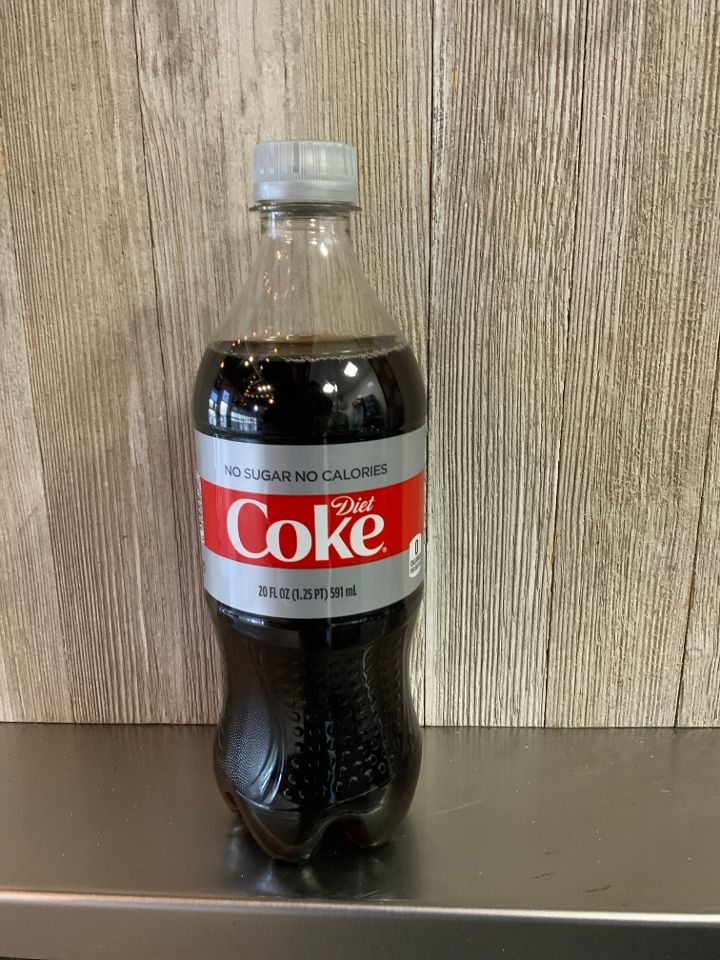 NO SUGAR NO CALORIES
Diet
Coke
0
20 FL OZ (1.25 PT) 591 mL